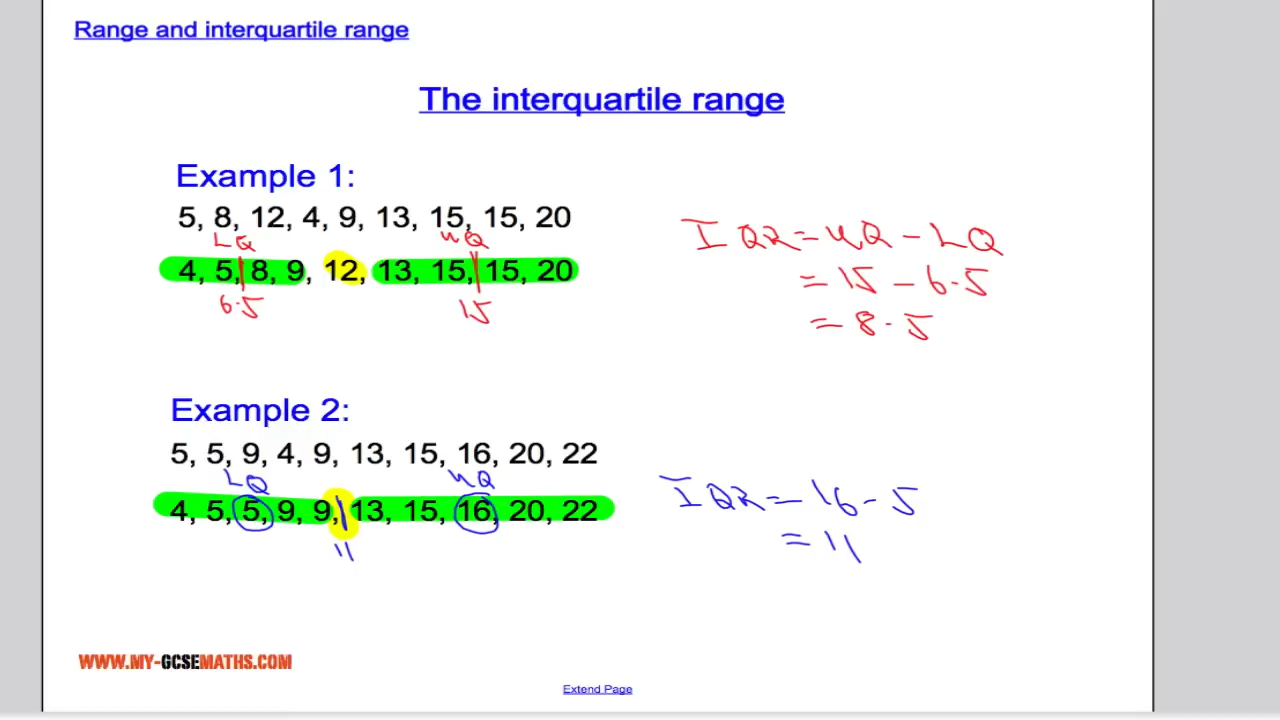 Range and interquartile range
The interquartile range
Example 1:
5, 8, 12, 4, 9, 13, 15, 15, 20
LQ UQ
4, 5, 8, 9, 12, 13, 15, 15, 20
6.5 15
IQR = UQ - LQ
= 15 - 6.5
= 8.5
Example 2:
5, 5, 9, 4, 9, 13, 15, 16, 20, 22
LQ UQ
4, 5, 5, 9, 9, 13, 15, 16, 20, 22
11
IQR = 16 - 5
= 11
WWW.MY-GCSEMATHS.COM
Extend Page